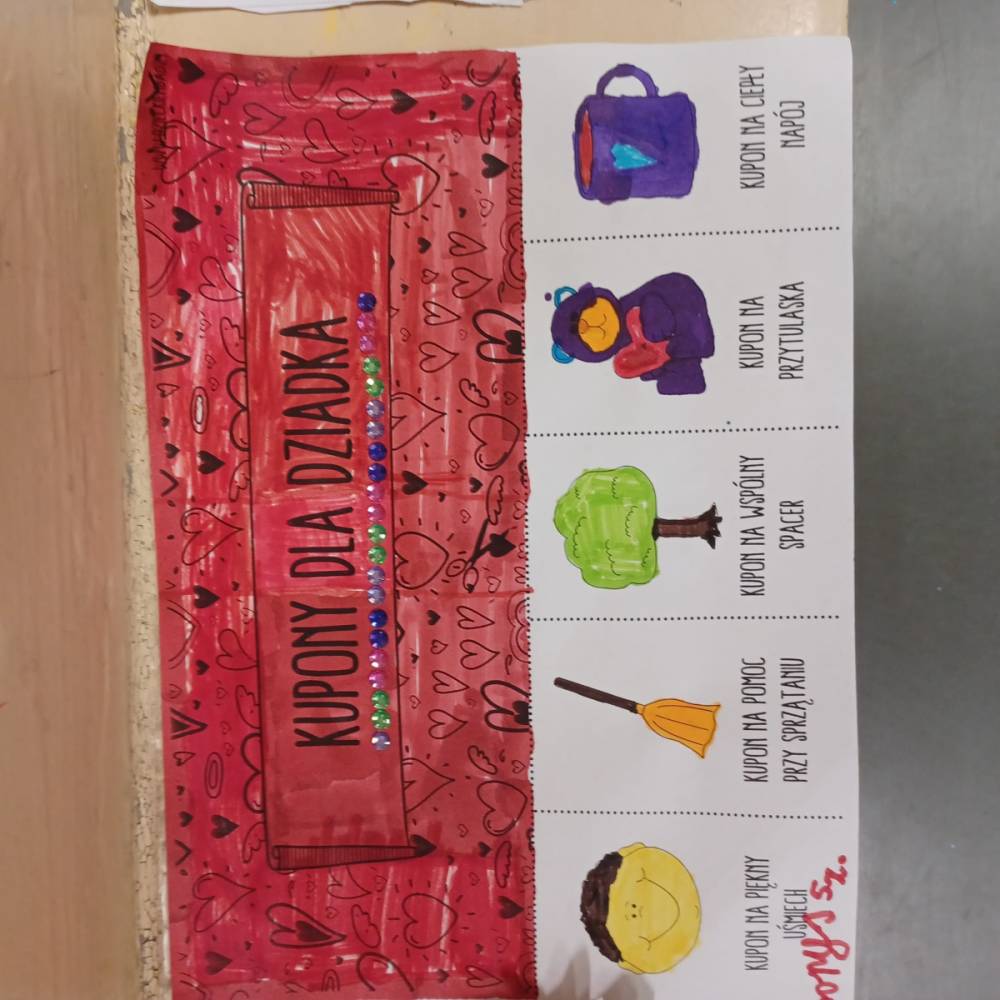 KUPONY DLA DZIADKA
KUPON NA PIĘKNY
UŚMIECH
KUPON NA POMOC
PRZY SPRZĄTANIU
KUPON NA WSPÓLNY
SPACER
KUPON NA
PRZYTULASKA
KUPON NA CIEPŁY
NAPÓJ